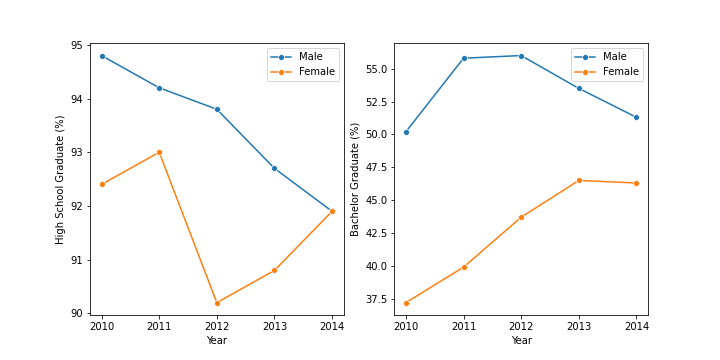 Male
Female
95
94
93
92
91
90
High School Graduate (%)
2010 2011 2012 2013 2014
Year
Male
Female
55.0
52.5
50.0
47.5
45.0
42.5
40.0
37.5
Bachelor Graduate (%)
2010 2011 2012 2013 2014
Year